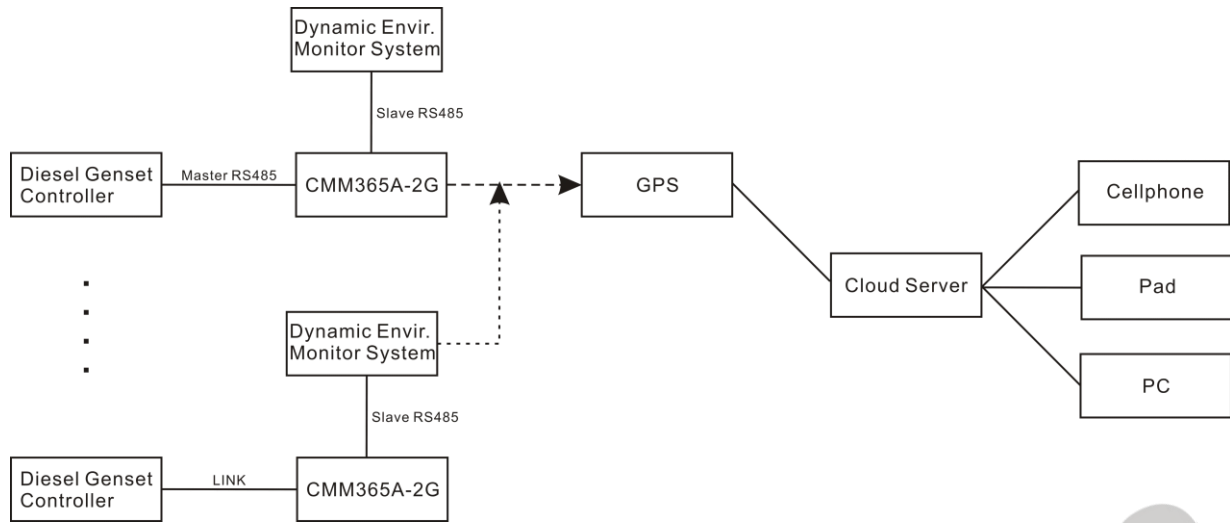 Dynamic Envir.
Monitor System
Slave RS485
Diesel Genset
Controller
Master RS485
CMM365A-2G
GPS
Cellphone
Cloud Server
Pad
PC
Dynamic Envir.
Monitor System
Slave RS485
Diesel Genset
Controller
LINK
CMM365A-2G